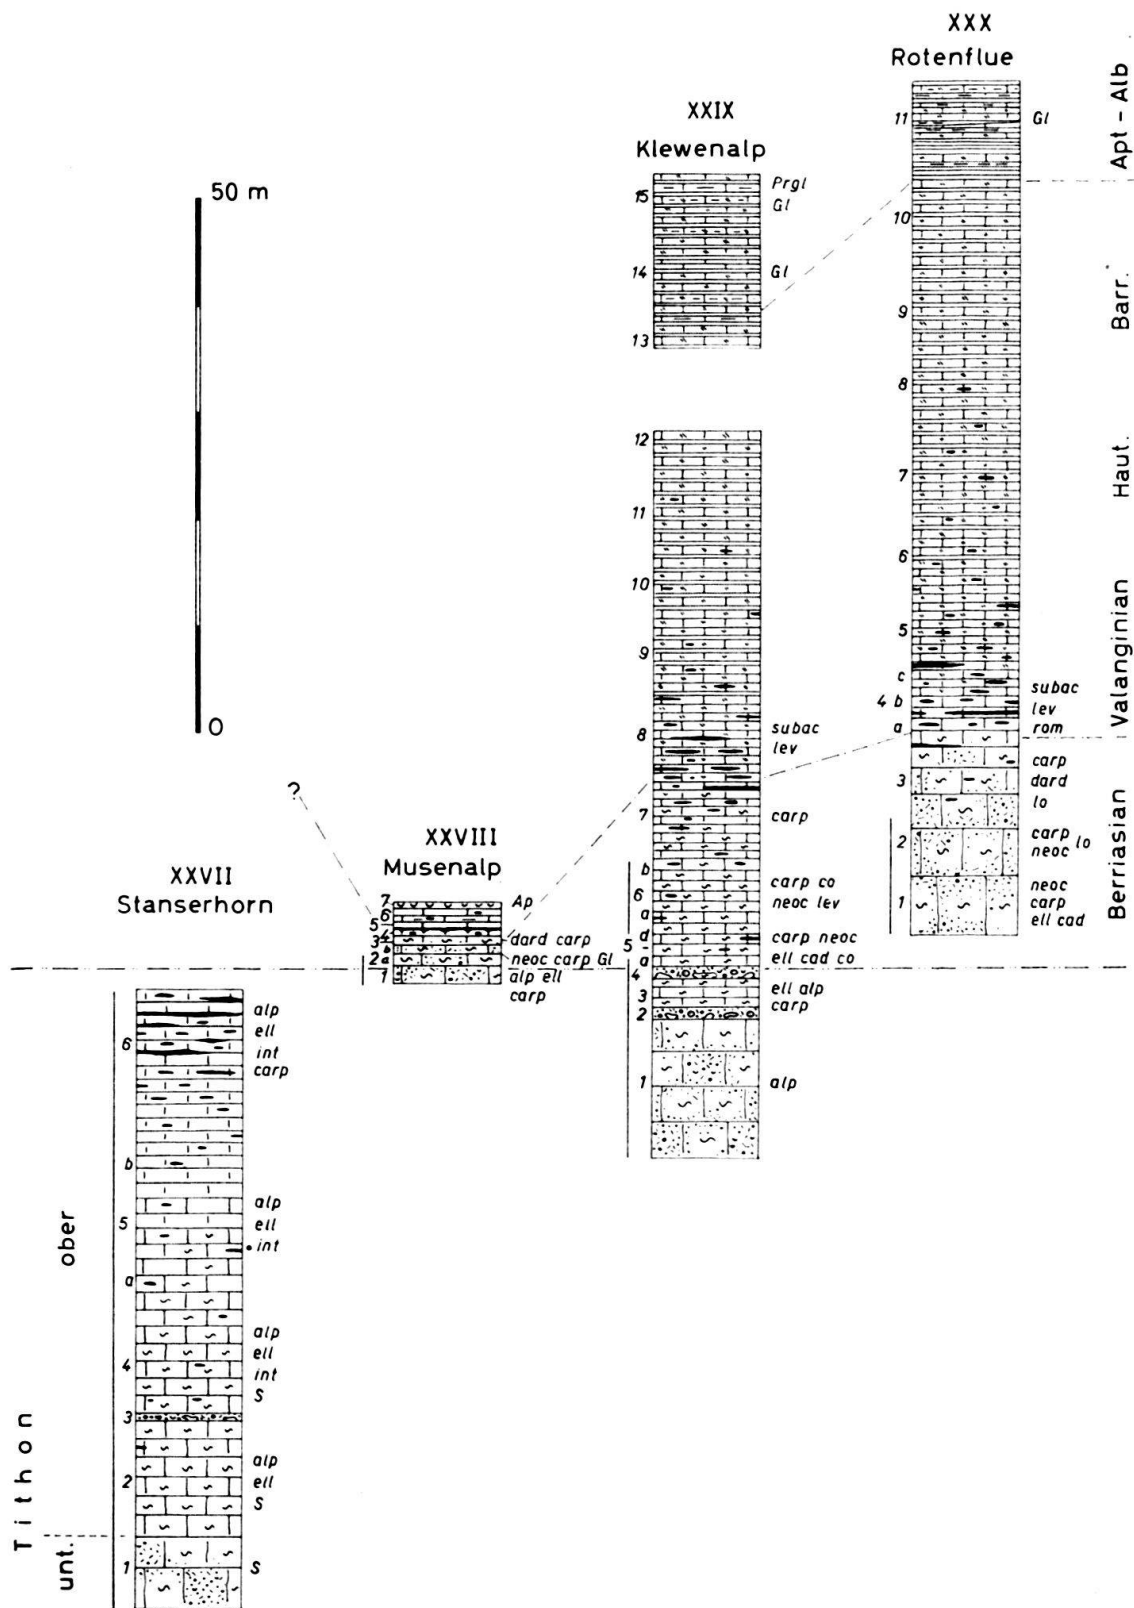 XXX
Rotenflue
Apt - Alb
Barr.
Haut.
Valanginian
Berriasian
11
Gl
10
9
8
7
6
5
c
4 b
a
subac
lev
rom
3
carp
dard
lo
2
carp lo
neoc
1
neoc
carp
ell cad
XXIX
Klewenalp
15
Prgl
Gl
14
Gl
13
12
11
10
9
8
subac
lev
7
carp
b
6
a
carp co
neoc lev
d
5
a
carp neoc
ell cad co
4
3
2
ell alp
carp
1
alp
50 m
0
?
XXVIII
Musenalp
7
Ap
6
5
4
3
dard carp
b
2 a
neoc carp Gl
1
alp ell
carp
XXVII
Stanserhorn
6
alp
ell
int
carp
b
5
a
alp
ell
int
4
alp
ell
int
S
3
2
alp
ell
S
1
S
Tithon
ober
unt.